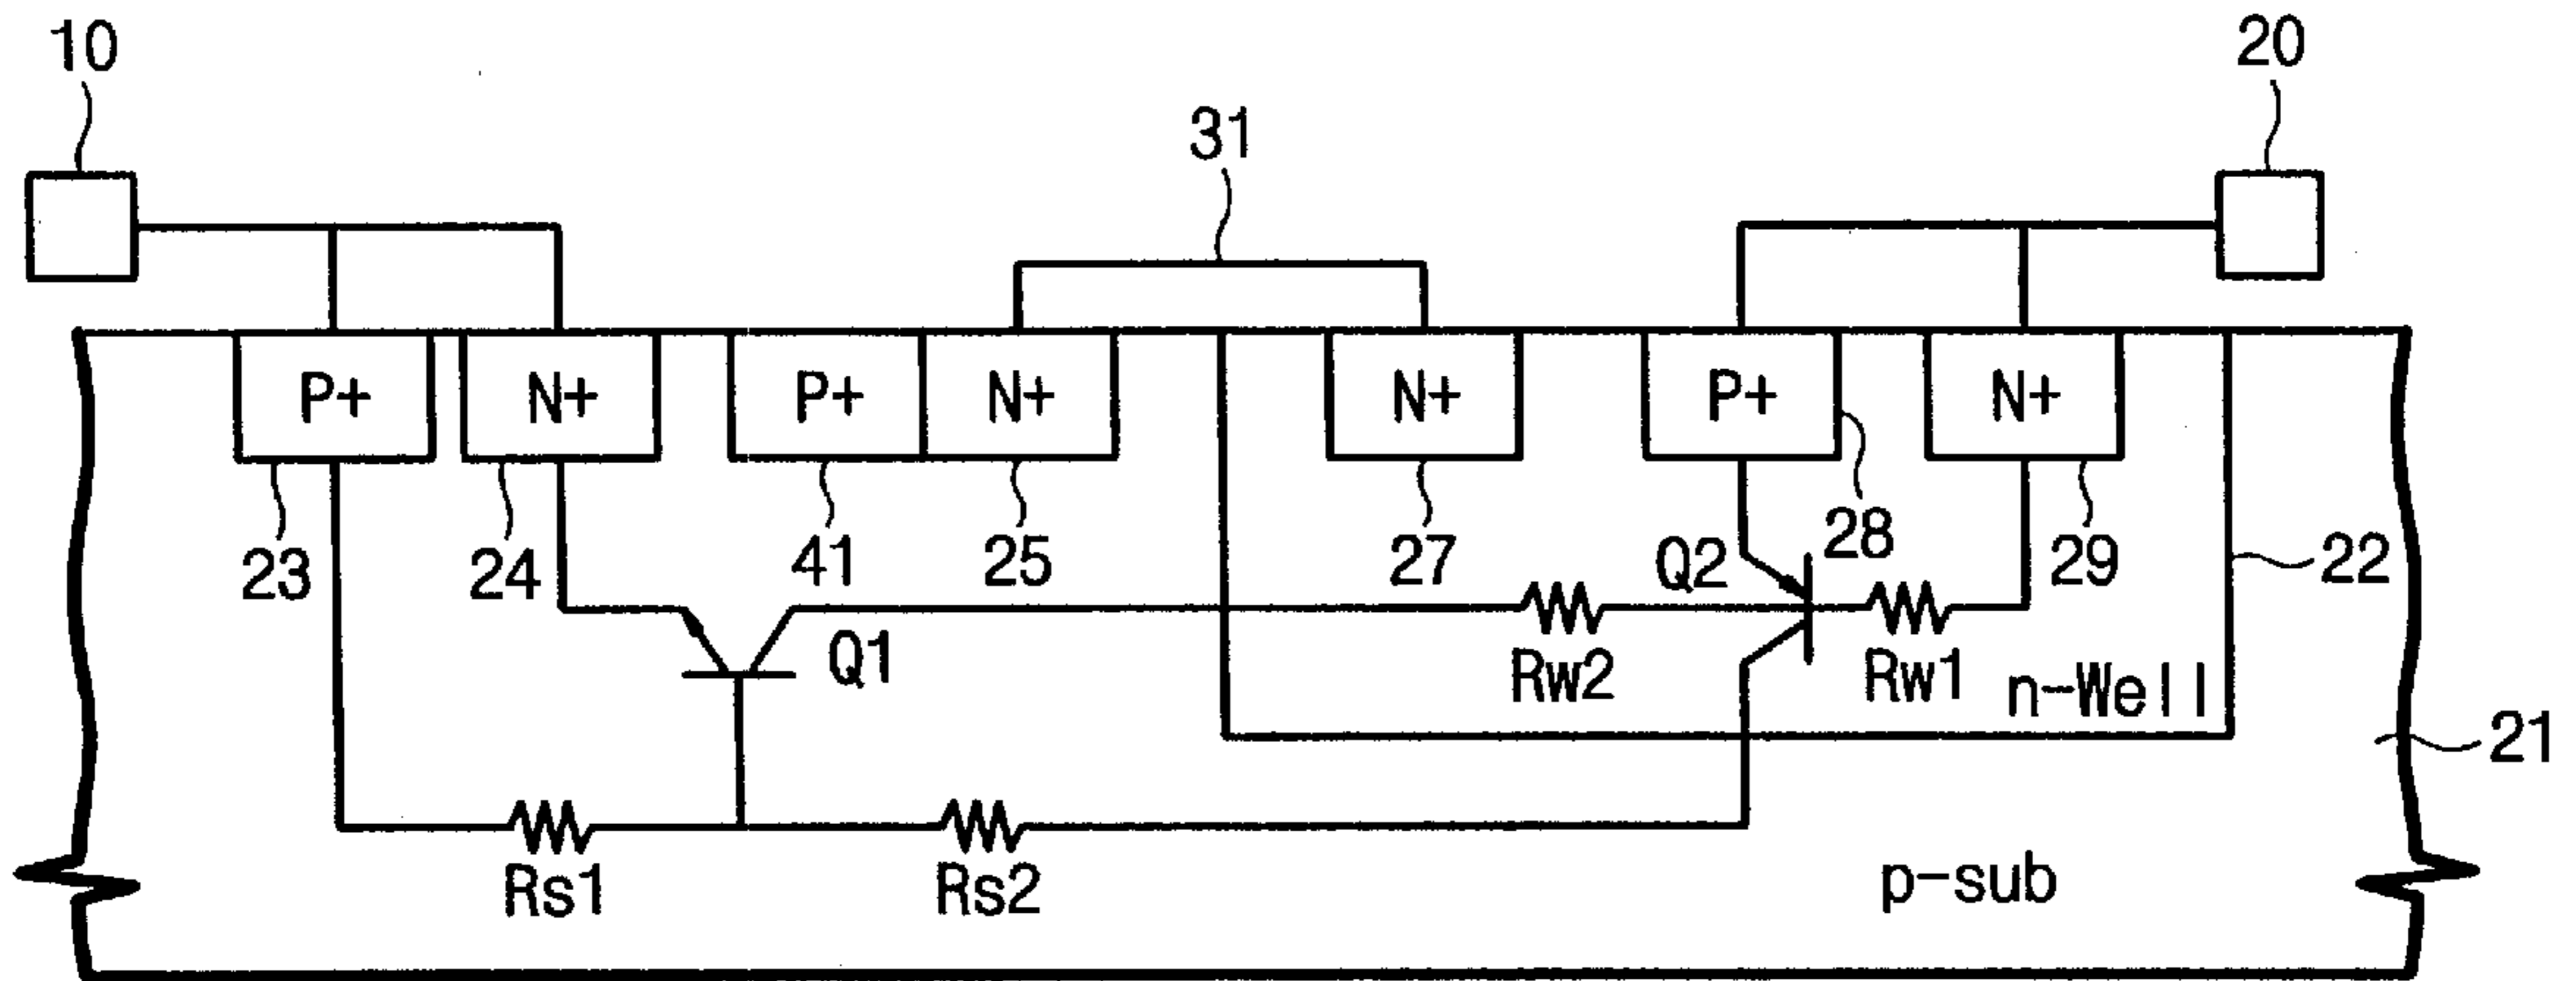 10
20
31
P+
N+
P+
N+
N+
P+
N+
23
24
41
25
27
28
29
22
Q1
Q2
Rw2
Rw1
n-Well
21
Rs1
Rs2
p-sub